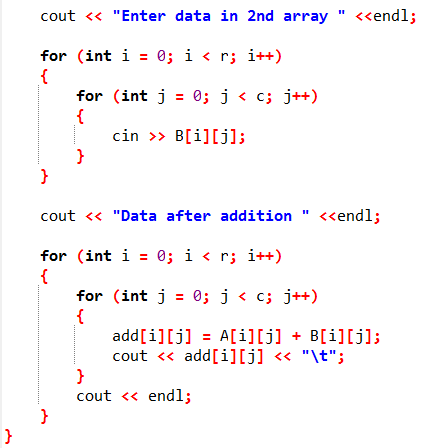 cout << "Enter data in 2nd array " <<endl;
for (int i = 0; i < r; i++)
{
for (int j = 0; j < c; j++)
{
cin >> B[i][j];
}
}
cout << "Data after addition " <<endl;
for (int i = 0; i < r; i++)
{
for (int j = 0; j < c; j++)
{
add[i][j] = A[i][j] + B[i][j];
cout << add[i][j] << "\t";
}
cout << endl;
}
}